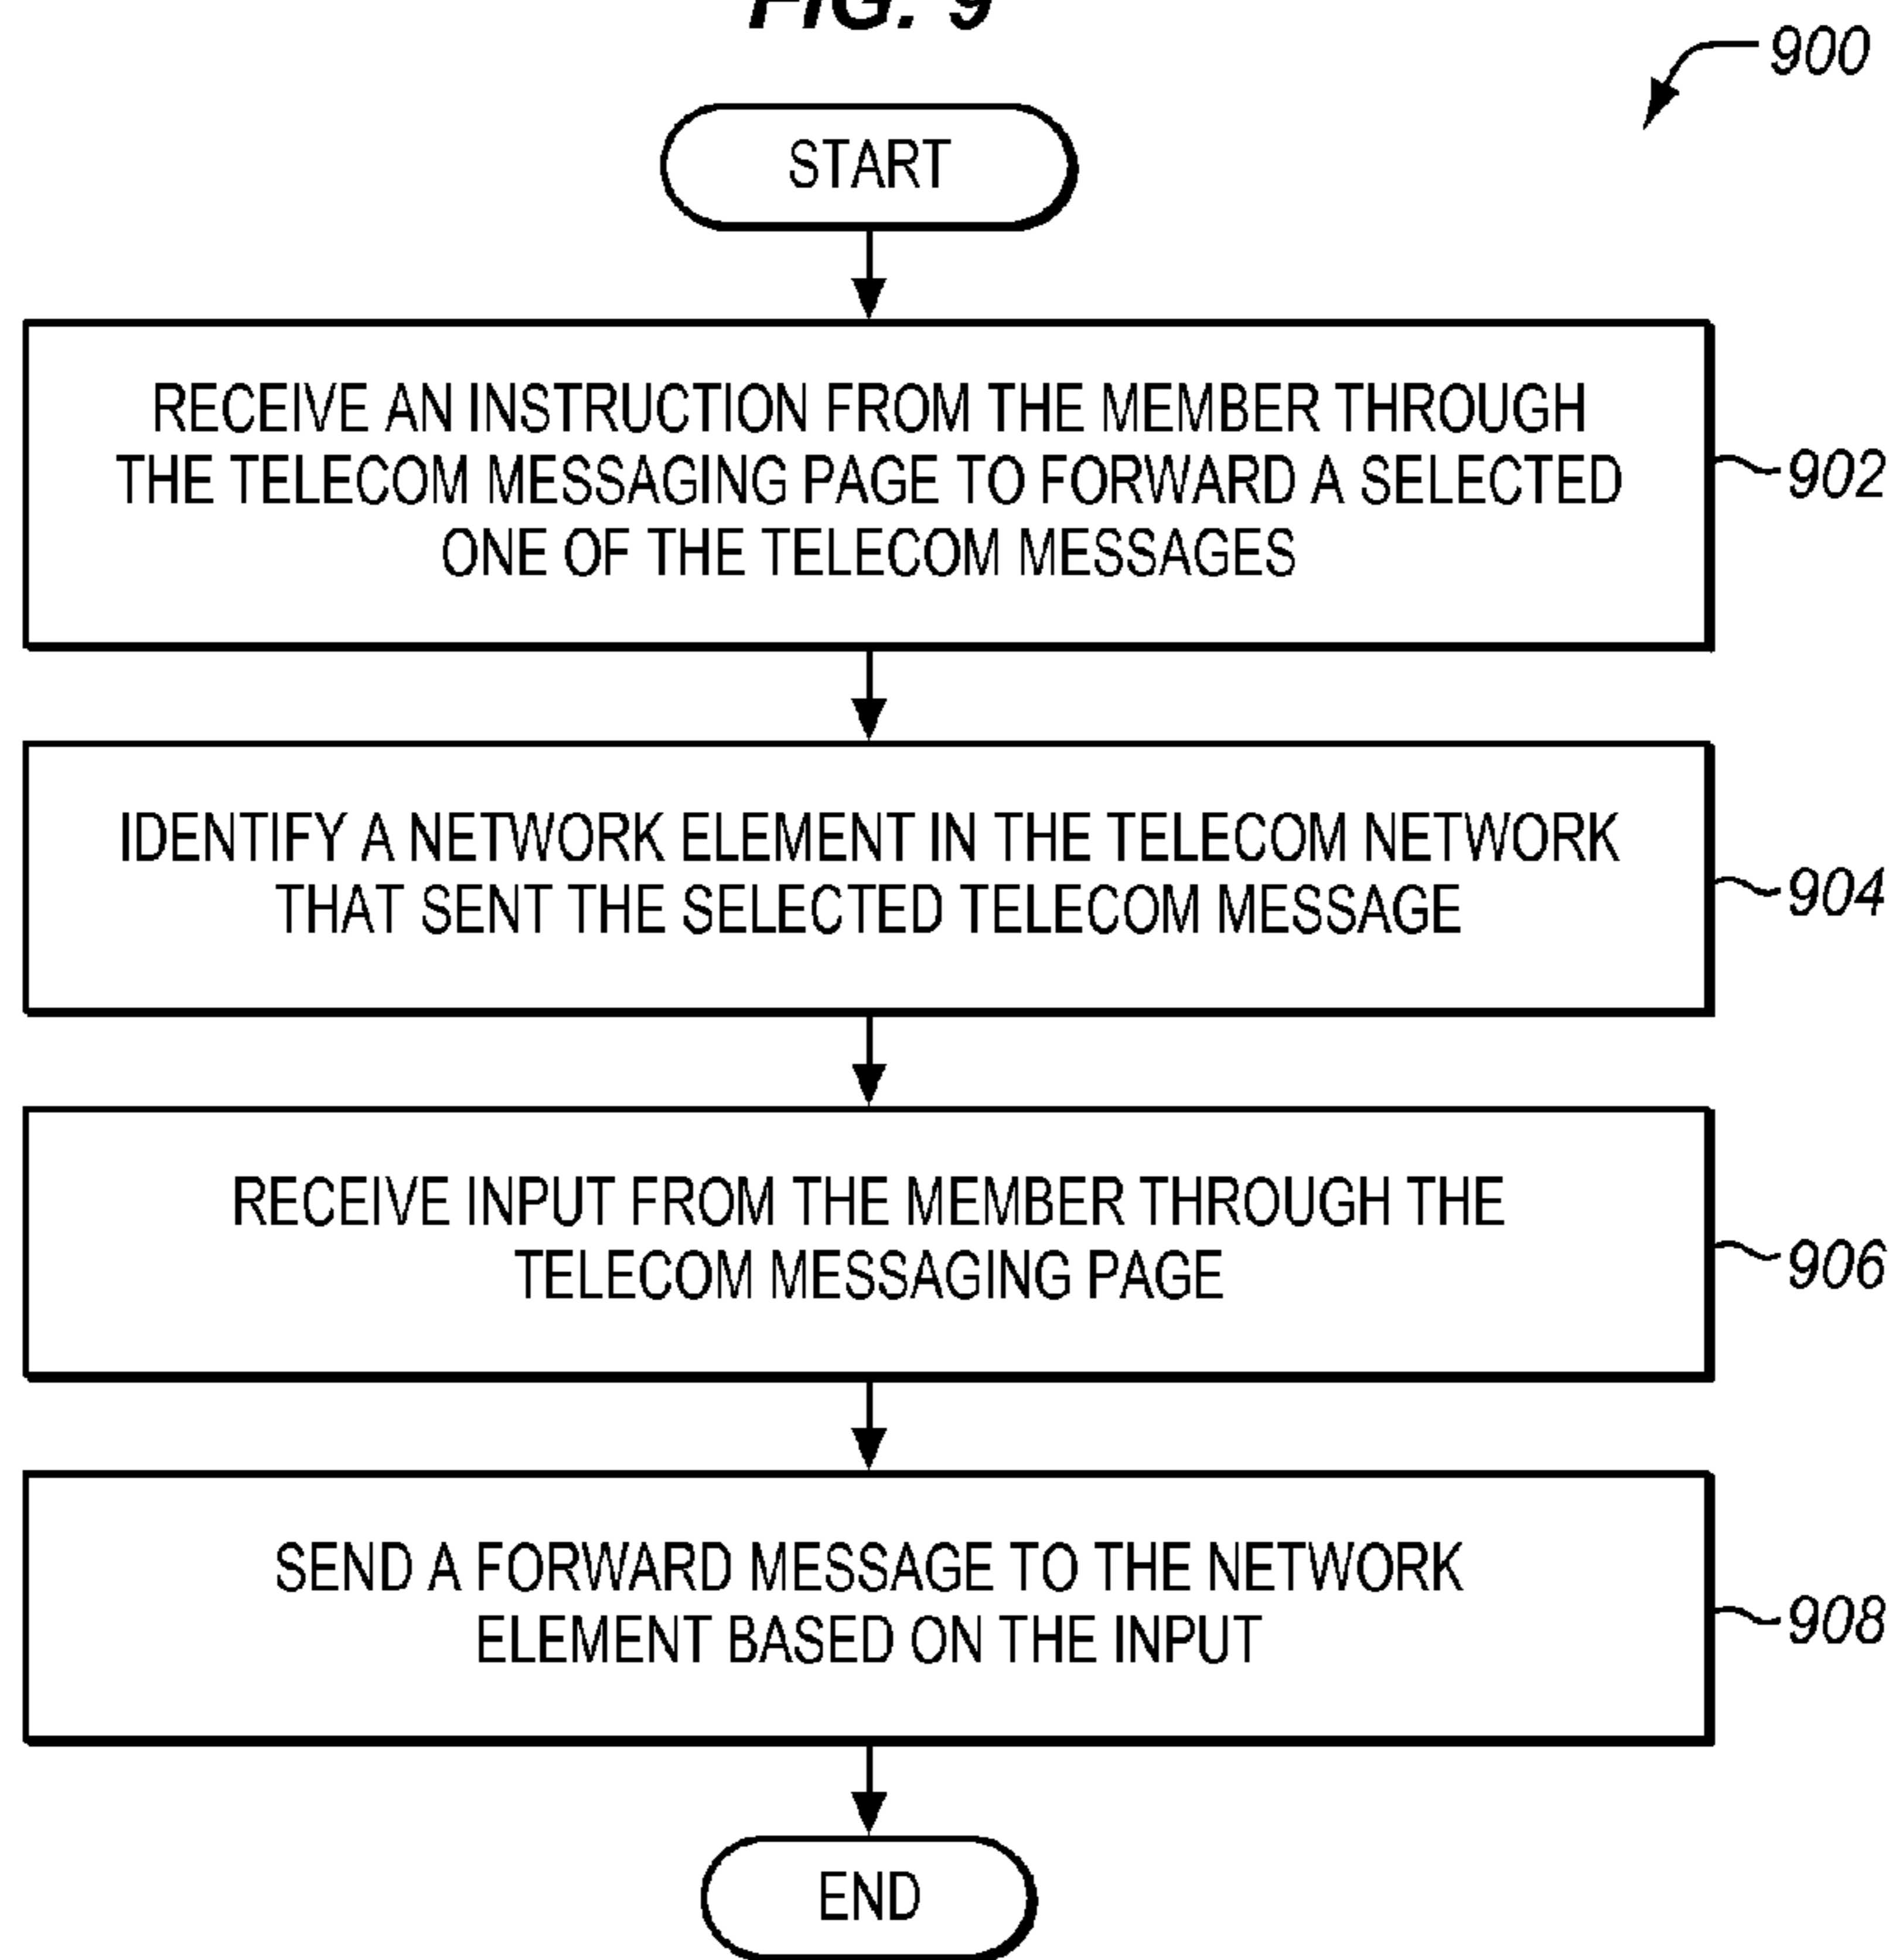 FIG. 9
900
START
RECEIVE AN INSTRUCTION FROM THE MEMBER THROUGH
THE TELECOM MESSAGING PAGE TO FORWARD A SELECTED
ONE OF THE TELECOM MESSAGES
902
IDENTIFY A NETWORK ELEMENT IN THE TELECOM NETWORK
THAT SENT THE SELECTED TELECOM MESSAGE
904
RECEIVE INPUT FROM THE MEMBER THROUGH THE
TELECOM MESSAGING PAGE
906
SEND A FORWARD MESSAGE TO THE NETWORK
ELEMENT BASED ON THE INPUT
908
END